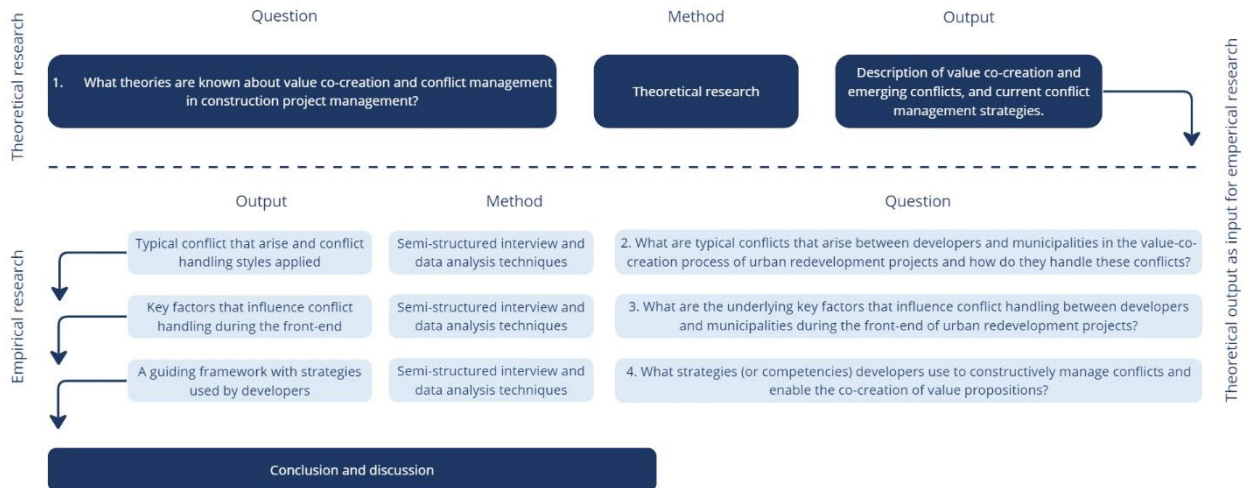 Question
Method
Output
Theoretical research
1. What theories are known about value co-creation and conflict management
in construction project management?
Theoretical research
Description of value co-creation and
emerging conflicts, and current conflict
management strategies.
Theoretical output as input for emperical research
Output
Method
Question
Empirical research
Typical conflict that arise and conflict
handling styles applied
Semi-structured interview and
data analysis techniques
2. What are typical conflicts that arise between developers and municipalities in the value-co-
creation process of urban redevelopment projects and how do they handle these conflicts?
Key factors that influence conflict
handling during the front-end
Semi-structured interview and
data analysis techniques
3. What are the underlying key factors that influence conflict handling between developers
and municipalities during the front-end of urban redevelopment projects?
A guiding framework with strategies
used by developers
Semi-structured interview and
data analysis techniques
4. What strategies (or competencies) developers use to constructively manage conflicts and
enable the co-creation of value propositions?
Conclusion and discussion